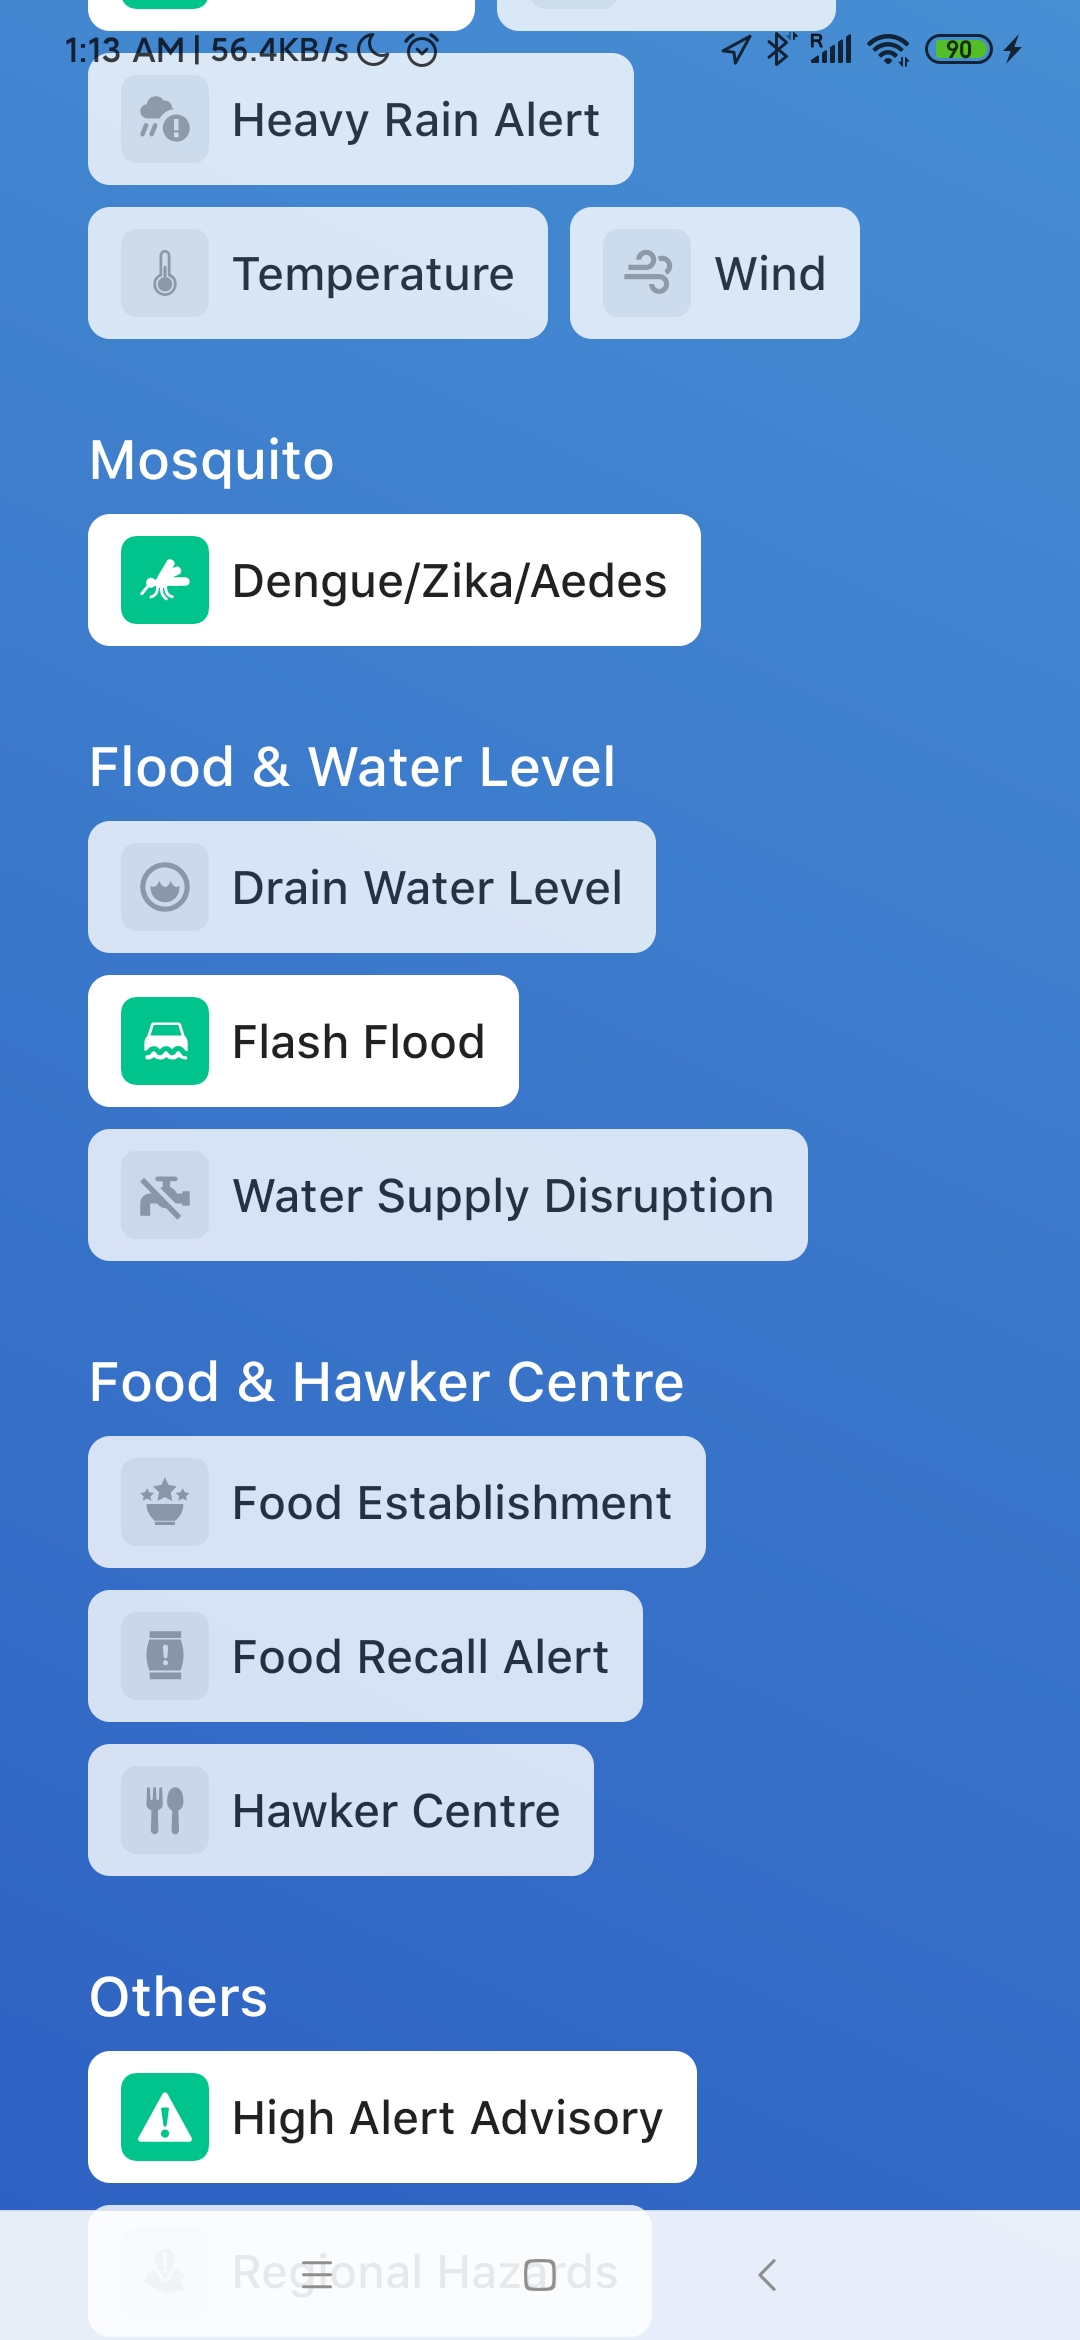 1:13 AM | 56.4KB/s
R
90
Heavy Rain Alert
Temperature
Wind
Mosquito
Dengue/Zika/Aedes
Flood & Water Level
Drain Water Level
Flash Flood
Water Supply Disruption
Food & Hawker Centre
Food Establishment
Food Recall Alert
Hawker Centre
Others
High Alert Advisory
Regional Hazards